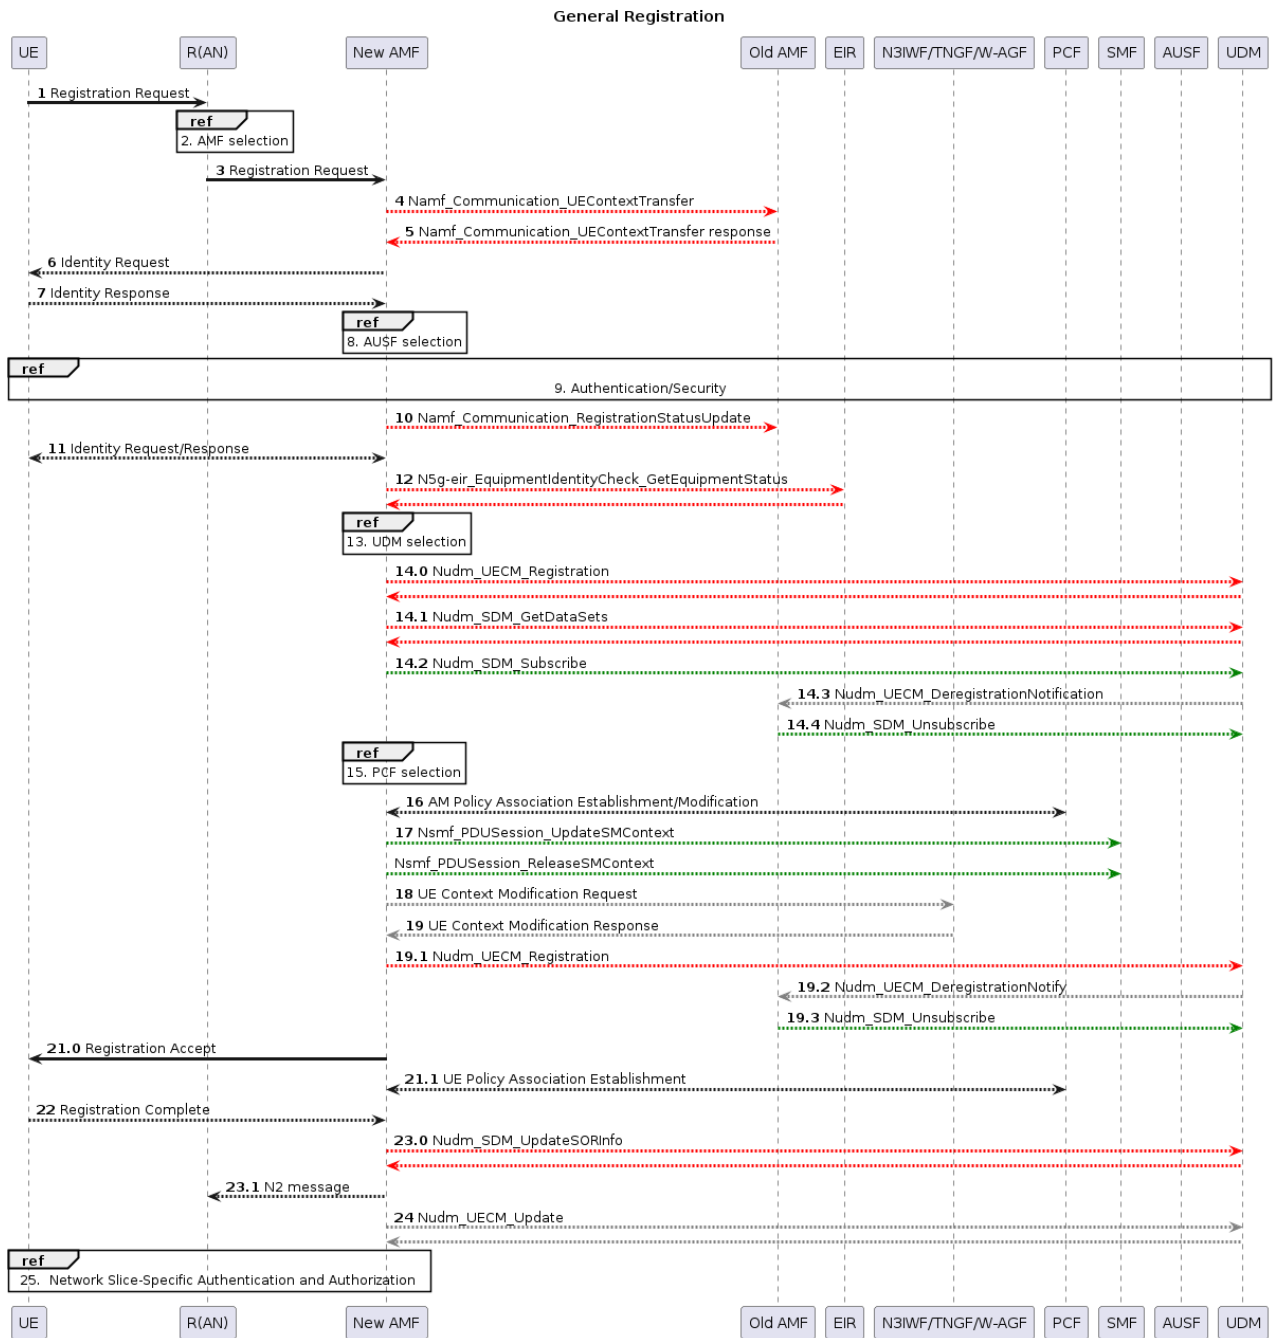 General Registration
UE R(AN) New AMF Old AMF EIR N3IWF/TNGF/W-AGF PCF SMF AUSF UDM
1 Registration Request
ref
2. AMF selection
3 Registration Request
4 Namf_Communication_UEContextTransfer
5 Namf_Communication_UEContextTransfer response
6 Identity Request
7 Identity Response
ref
8. AUSF selection
ref
9. Authentication/Security
10 Namf_Communication_RegistrationStatusUpdate
11 Identity Request/Response
12 N5g-eir_EquipmentIdentityCheck_GetEquipmentStatus
ref
13. UDM selection
14.0 Nudm_UECM_Registration
14.1 Nudm_SDM_GetDataSets
14.2 Nudm_SDM_Subscribe
14.3 Nudm_UECM_DeregistrationNotification
14.4 Nudm_SDM_Unsubscribe
ref
15. PCF selection
16 AM Policy Association Establishment/Modification
17 Nsmf_PDUSession_UpdateSMContext
Nsmf_PDUSession_ReleaseSMContext
18 UE Context Modification Request
19 UE Context Modification Response
19.1 Nudm_UECM_Registration
19.2 Nudm_UECM_DeregistrationNotify
19.3 Nudm_SDM_Unsubscribe
21.0 Registration Accept
21.1 UE Policy Association Establishment
22 Registration Complete
23.0 Nudm_SDM_UpdateSORInfo
23.1 N2 message
24 Nudm_UECM_Update
ref
25. Network Slice-Specific Authentication and Authorization
UE R(AN) New AMF Old AMF EIR N3IWF/TNGF/W-AGF PCF SMF AUSF UDM